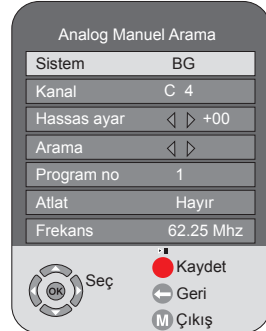 Analog Manuel Arama
Sistem BG
Kanal C 4
Hassas ayar +00
Arama
Program no 1
Atlat Hayır
Frekans 62.25 Mhz
OK Seç
Kaydet
Geri
M Çıkış